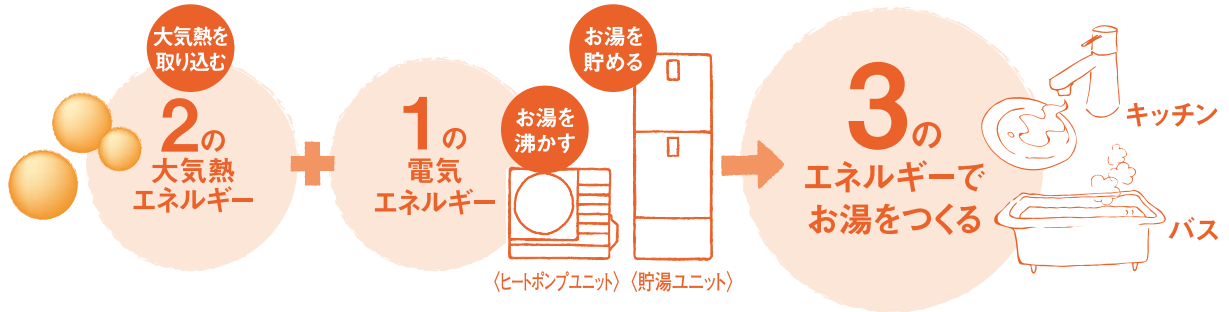 大気熱を
取り込む
2の
大気熱
エネルギー
1の
電気
エネルギー
お湯を
沸かす
お湯を
貯める
〈ヒートポンプユニット〉
〈貯湯ユニット〉
3の
エネルギーで
お湯をつくる
キッチン
バス